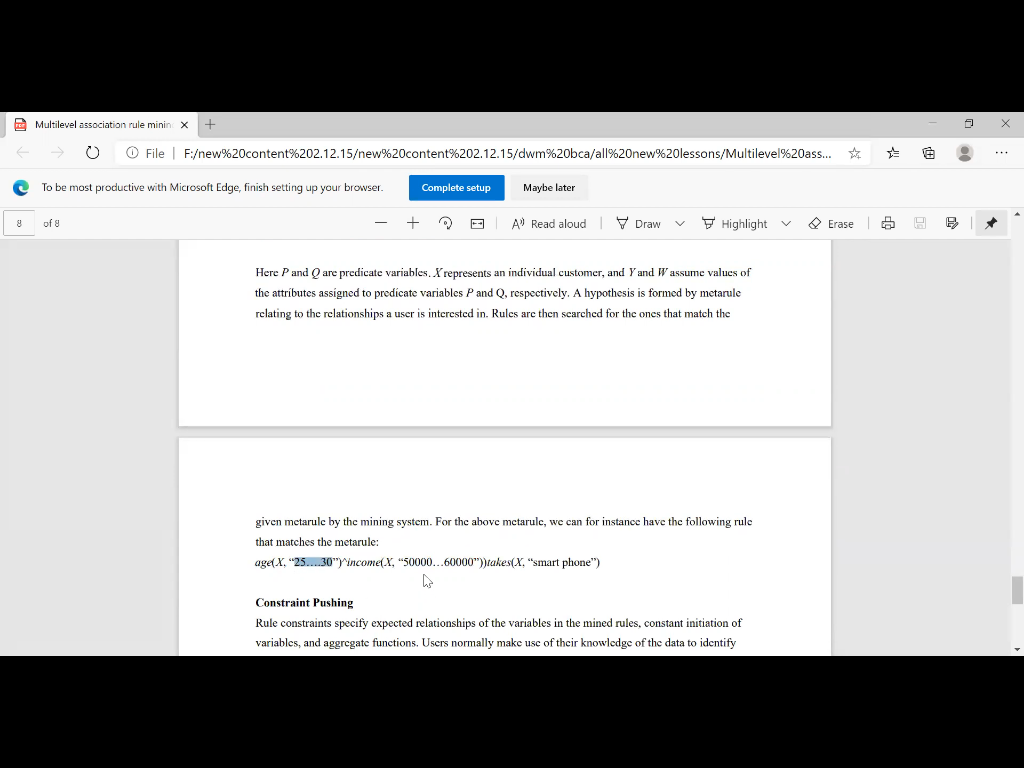 Multilevel association rule minin
File
F:/new%20content%202.12.15/new%20content%202.12.15/dwm%20bca/all%20new%20lessons/Multilevel%20ass...
To be most productive with Microsoft Edge, finish setting up your browser.
Complete setup
Maybe later
8 of 8
Read aloud
Draw
Highlight
Erase
Here P and Q are predicate variables. X represents an individual customer, and Y and W assume values of
the attributes assigned to predicate variables P and Q, respectively. A hypothesis is formed by metarule
relating to the relationships a user is interested in. Rules are then searched for the ones that match the
given metarule by the mining system. For the above metarule, we can for instance have the following rule
that matches the metarule:
age(X, “25….30”)^income(X, “50000…60000”))takes(X, “smart phone”)
Constraint Pushing
Rule constraints specify expected relationships of the variables in the mined rules, constant initiation of
variables, and aggregate functions. Users normally make use of their knowledge of the data to identify